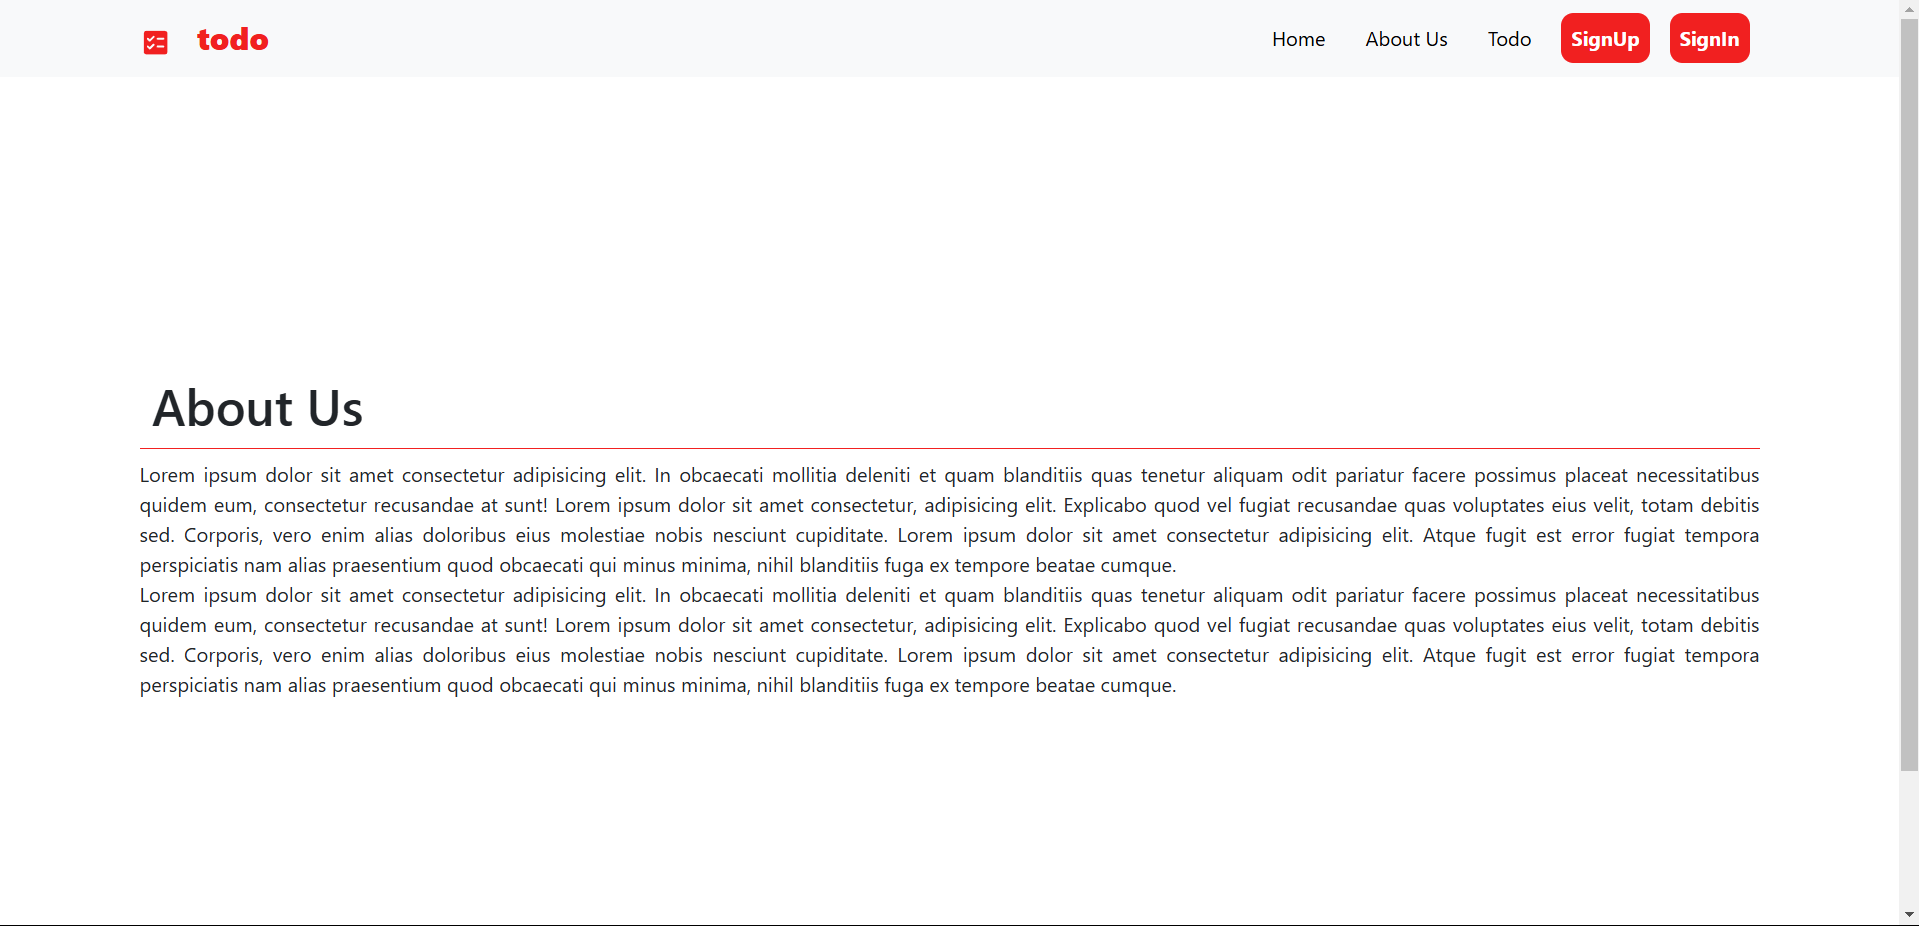 todo
Home About Us Todo SignUp SignIn
About Us
Lorem ipsum dolor sit amet consectetur adipisicing elit. In obcaecati mollitia deleniti et quam blanditiis quas tenetur aliquam odit pariatur facere possimus placeat necessitatibus
quidem eum, consectetur recusandae at sunt! Lorem ipsum dolor sit amet consectetur, adipisicing elit. Explicabo quod vel fugiat recusandae quas voluptates eius velit, totam debitis
sed. Corporis, vero enim alias doloribus eius molestiae nobis nesciunt cupiditate. Lorem ipsum dolor sit amet consectetur adipisicing elit. Atque fugit est error fugiat tempora
perspiciatis nam alias praesentium quod obcaecati qui minus minima, nihil blanditiis fuga ex tempore beatae cumque.
Lorem ipsum dolor sit amet consectetur adipisicing elit. In obcaecati mollitia deleniti et quam blanditiis quas tenetur aliquam odit pariatur facere possimus placeat necessitatibus
quidem eum, consectetur recusandae at sunt! Lorem ipsum dolor sit amet consectetur, adipisicing elit. Explicabo quod vel fugiat recusandae quas voluptates eius velit, totam debitis
sed. Corporis, vero enim alias doloribus eius molestiae nobis nesciunt cupiditate. Lorem ipsum dolor sit amet consectetur adipisicing elit. Atque fugit est error fugiat tempora
perspiciatis nam alias praesentium quod obcaecati qui minus minima, nihil blanditiis fuga ex tempore beatae cumque.